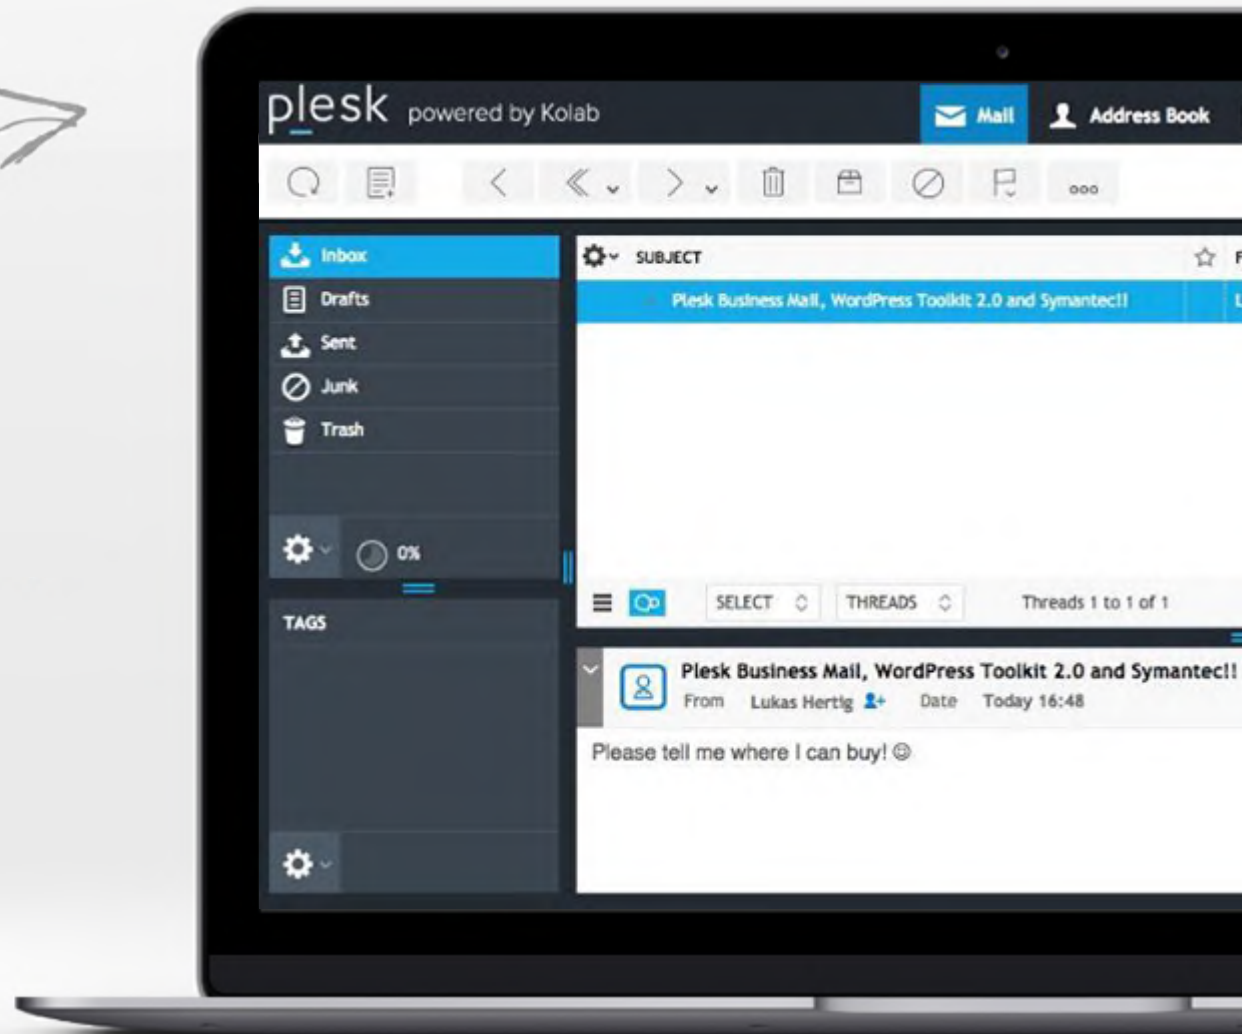 plesk powered by Kolab
Mail
Address Book
Inbox
Drafts
Sent
Junk
Trash
0%
TAGS
SUBJECT
Plesk Business Mail, WordPress Toolkit 2.0 and Symantec!!
SELECT THREADS Threads 1 to 1 of 1
Plesk Business Mail, WordPress Toolkit 2.0 and Symantec!!
From Lukas Hertig Date Today 16:48
Please tell me where I can buy! ☺